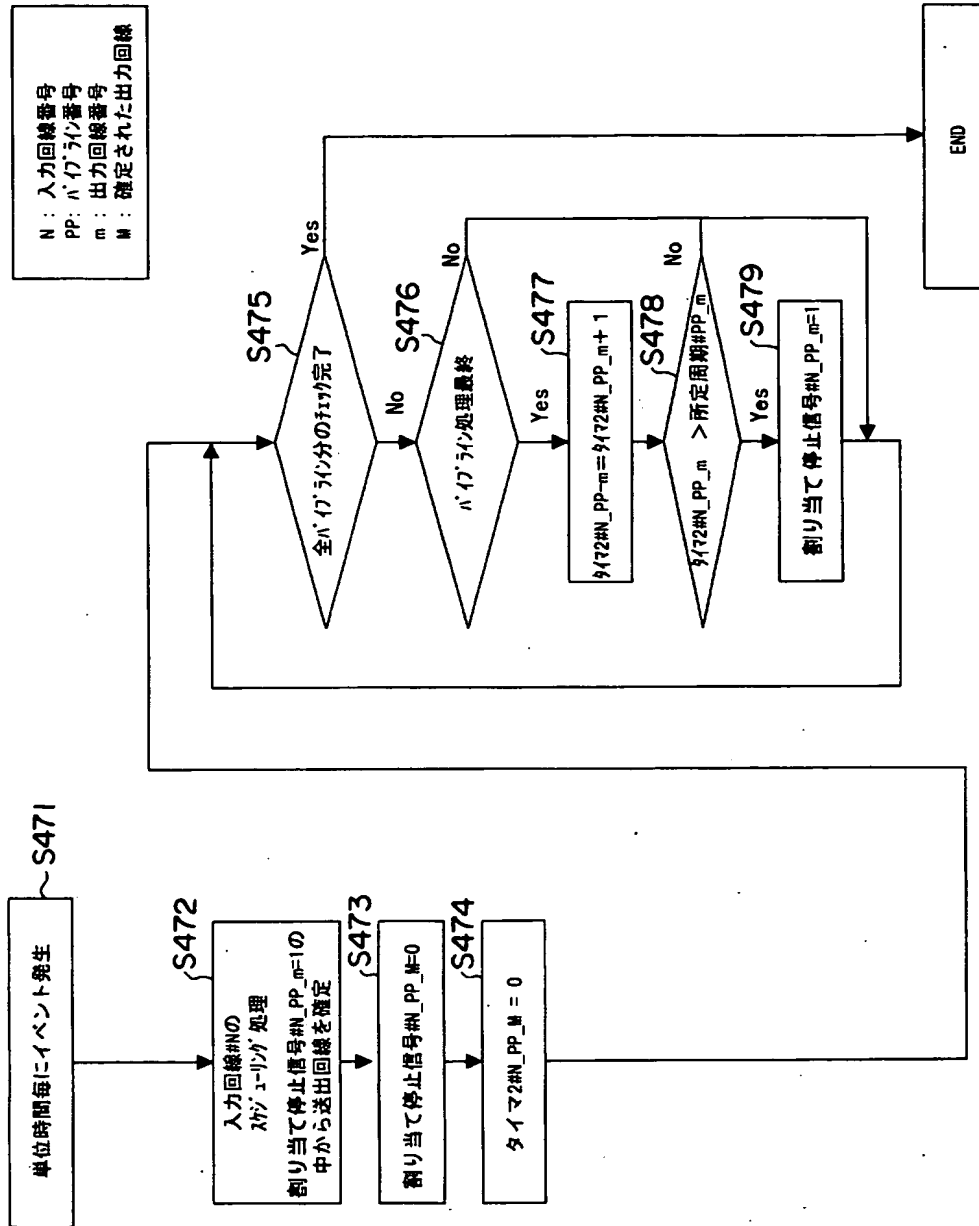 N : 入力回線番号
PP: パイプライン番号
m : 出力回線番号
M : 確定された出力回線
単位時間毎にイベント発生
S471
S472
入力回線#Nの
スケジューリング処理
割り当て停止信号#N_PP_m=1の
中から送出回線を確定
S473
割り当て停止信号#N_PP_M=0
S474
タイマ2#N_PP_M = 0
S475
全パイプライン分のチェック完了
Yes
No
S476
パイプライン処理最終
No
Yes
S477
タイマ2#N_PP-m=タイマ2#N_PP_m+1
S478
タイマ2#N_PP_m >所定周期#PP_m
No
Yes
S479
割り当て停止信号#N_PP_m=1
END